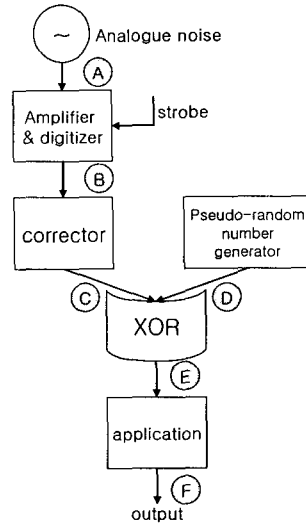 ~
Analogue noise
A
Amplifier
& digitizer
strobe
B
corrector
Pseudo-random
number
generator
C
D
XOR
E
application
F
output